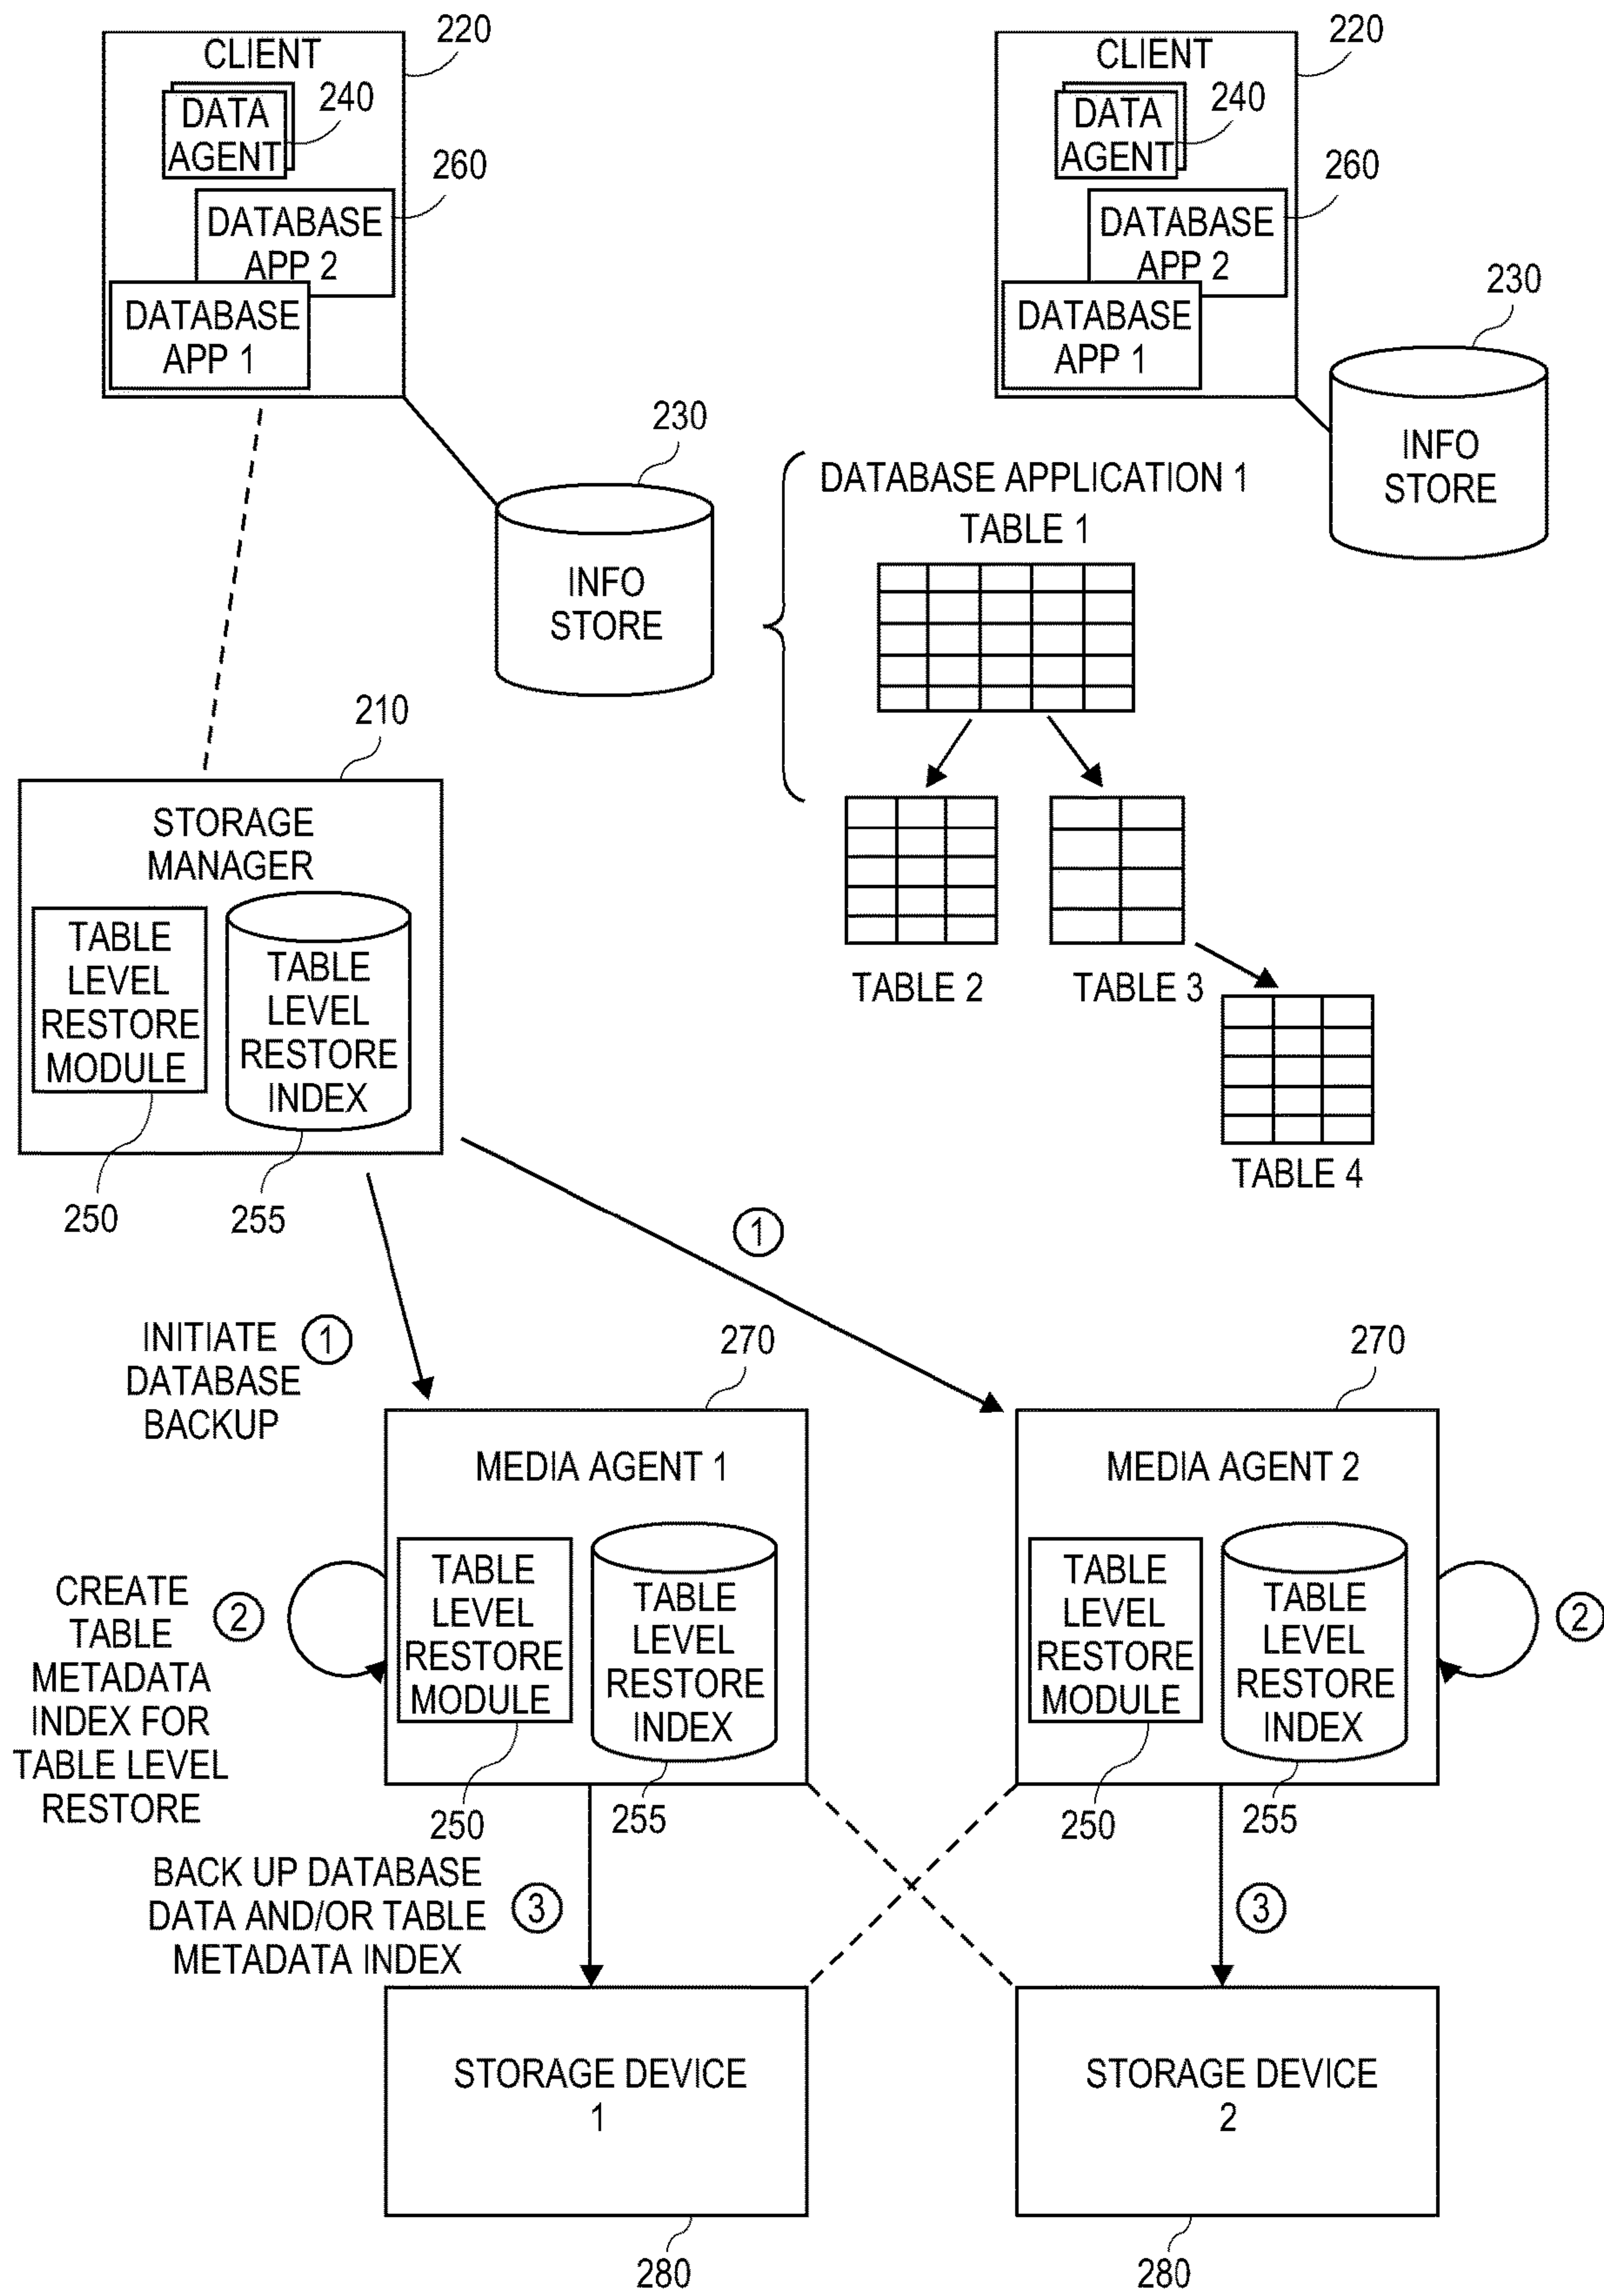 220
CLIENT
240
DATA
AGENT
260
DATABASE
APP 2
DATABASE
APP 1
220
CLIENT
240
DATA
AGENT
260
DATABASE
APP 2
DATABASE
APP 1
230
INFO
STORE
230
INFO
STORE
DATABASE APPLICATION 1
TABLE 1
TABLE 2
TABLE 3
TABLE 4
210
STORAGE
MANAGER
TABLE
LEVEL
RESTORE
MODULE
TABLE
LEVEL
RESTORE
INDEX
250
255
1
INITIATE
DATABASE
BACKUP
1
270
MEDIA AGENT 1
TABLE
LEVEL
RESTORE
MODULE
TABLE
LEVEL
RESTORE
INDEX
250
255
270
MEDIA AGENT 2
TABLE
LEVEL
RESTORE
MODULE
TABLE
LEVEL
RESTORE
INDEX
250
255
CREATE
TABLE
METADATA
INDEX FOR
TABLE LEVEL
RESTORE
2
2
BACK UP DATABASE
DATA AND/OR TABLE
METADATA INDEX
3
3
STORAGE DEVICE
1
280
STORAGE DEVICE
2
280